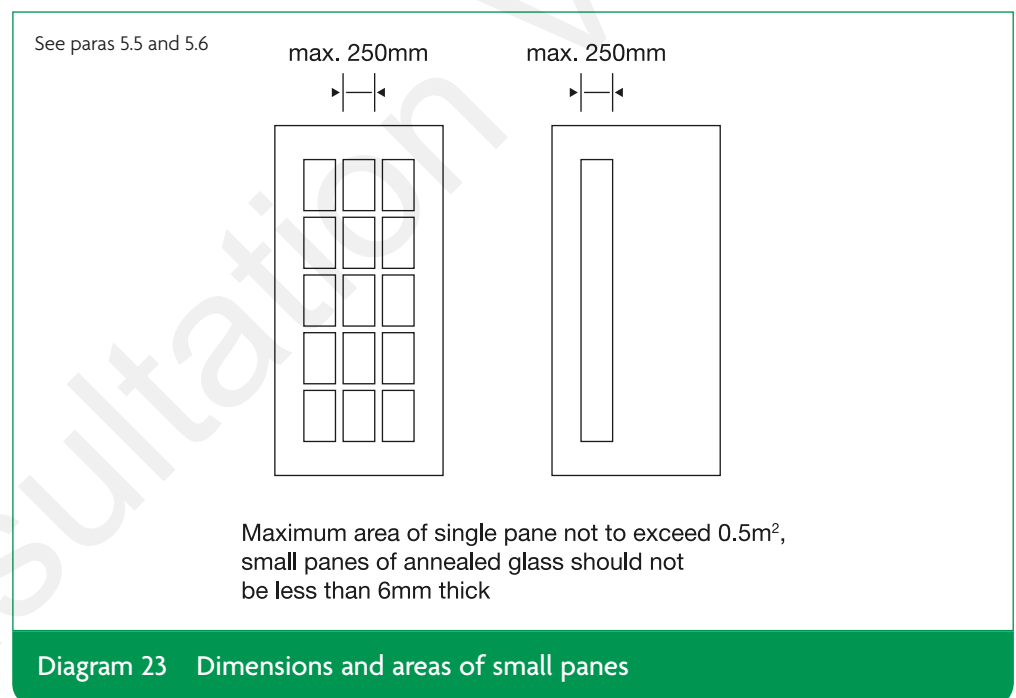 See paras 5.5 and 5.6
max. 250mm
max. 250mm
Maximum area of single pane not to exceed 0.5m²,
small panes of annealed glass should not
be less than 6mm thick
Diagram 23 Dimensions and areas of small panes